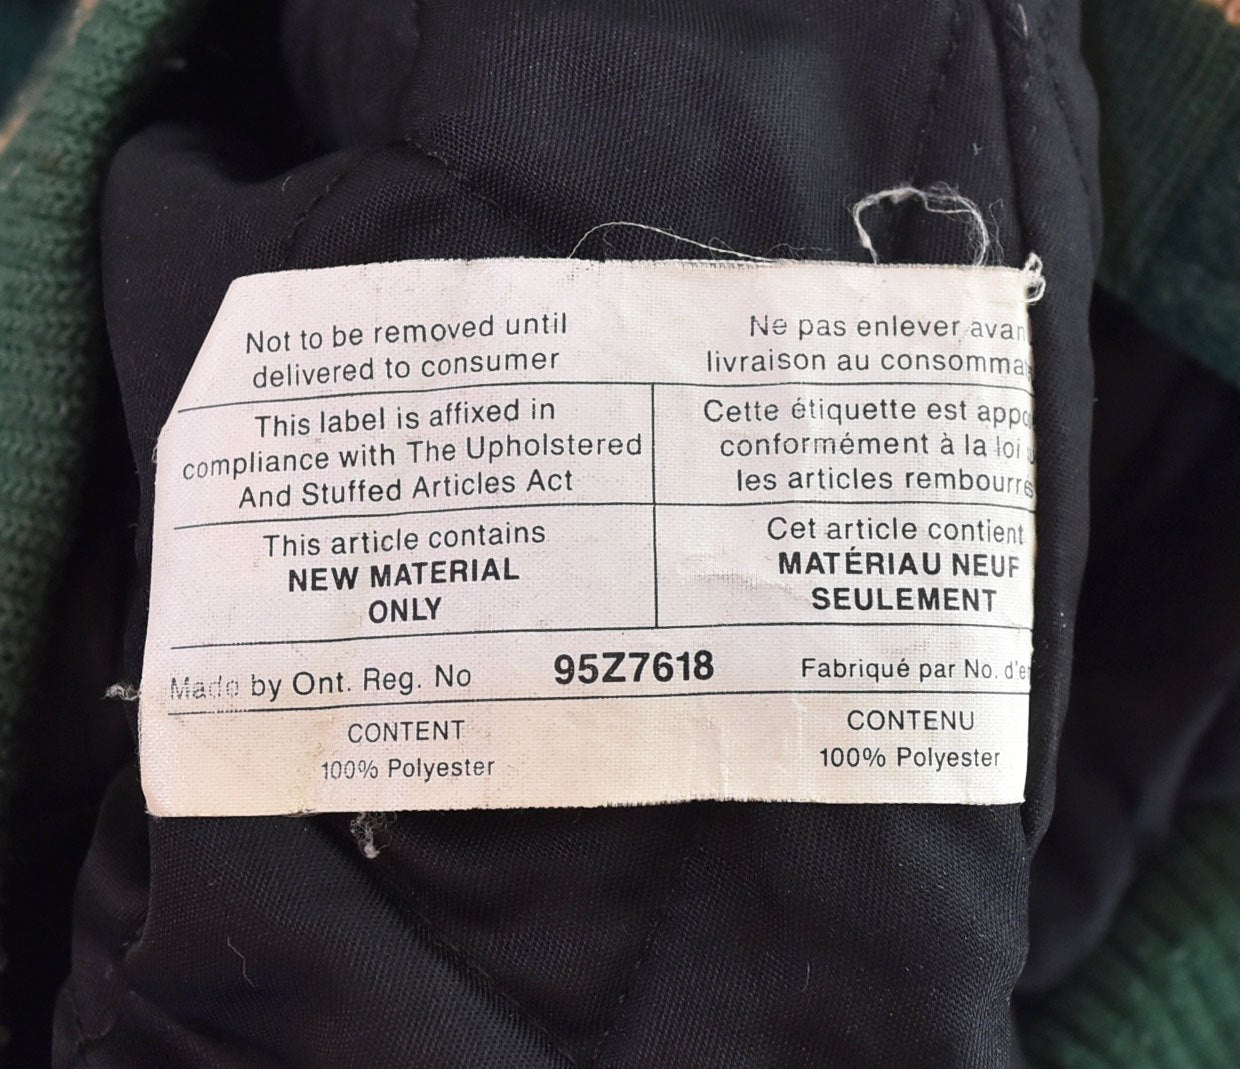 Not to be removed until
delivered to consumer
Ne pas enlever avan
livraison au consomma
This label is affixed in
compliance with The Upholstered
And Stuffed Articles Act
Cette étiquette est appo
conformément à la loi
les articles rembourrés
This article contains
NEW MATERIAL
ONLY
Cet article contient
MATÉRIAU NEUF
SEULEMENT
Made by Ont. Reg. No 95Z7618 Fabriqué par No. d'e
CONTENT
100% Polyester
CONTENU
100% Polyester